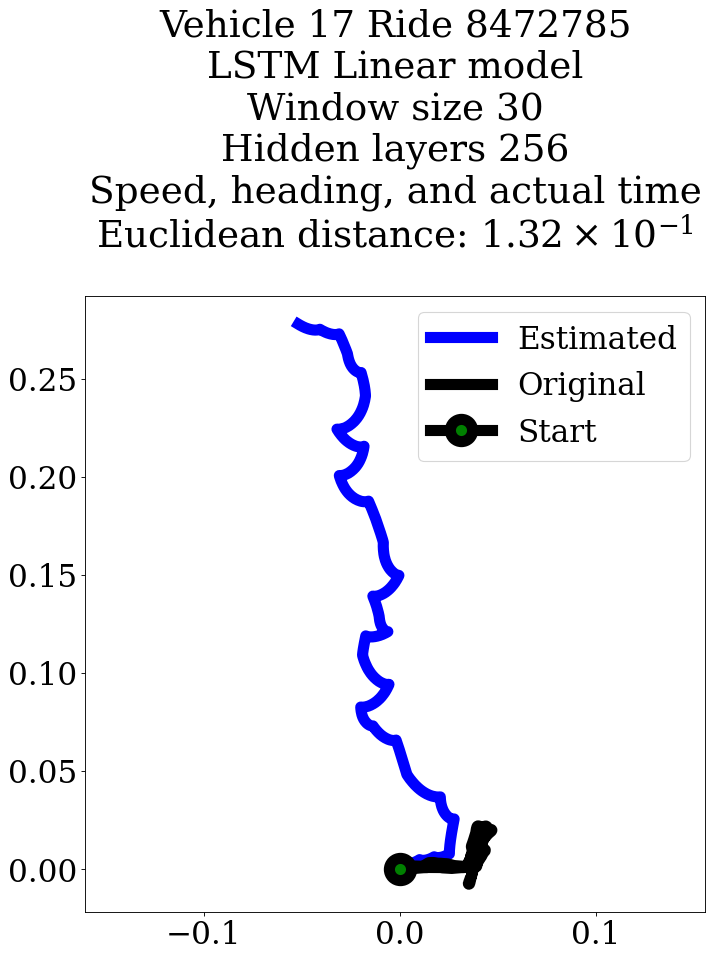 Vehicle 17 Ride 8472785
LSTM Linear model
Window size 30
Hidden layers 256
Speed, heading, and actual time
Euclidean distance: 1.32 × 10⁻¹
Estimated
Original
Start
0.25
0.20
0.15
0.10
0.05
0.00
−0.1 0.0 0.1